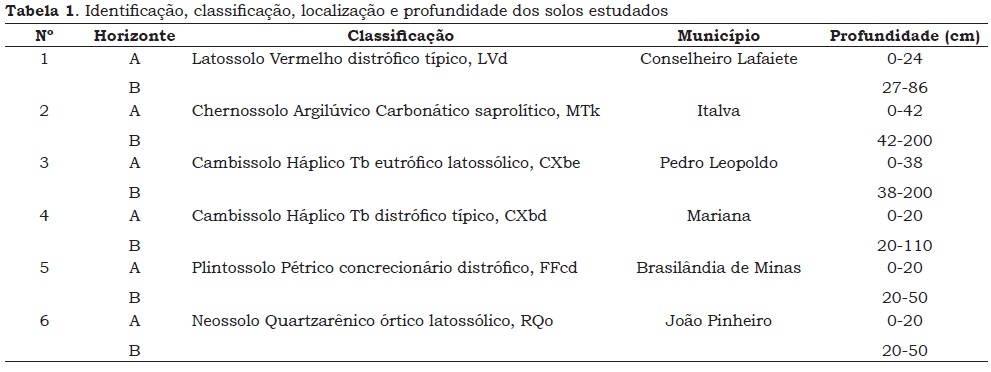 Tabela 1. Identificação, classificação, localização e profundidade dos solos estudados
Nº Horizonte Classificação Município Profundidade (cm)
1 A Latossolo Vermelho distrófico típico, LVd Conselheiro Lafaiete 0-24
B 27-86
2 A Chernossolo Argilúvico Carbonático saprolítico, MTk Italva 0-42
B 42-200
3 A Cambissolo Háplico Tb eutrófico latossólico, CXbe Pedro Leopoldo 0-38
B 38-200
4 A Cambissolo Háplico Tb distrófico típico, CXbd Mariana 0-20
B 20-110
5 A Plintossolo Pétrico concrecionário distrófico, FFcd Brasilândia de Minas 0-20
B 20-50
6 A Neossolo Quartzarênico órtico latossólico, RQo João Pinheiro 0-20
B 20-50